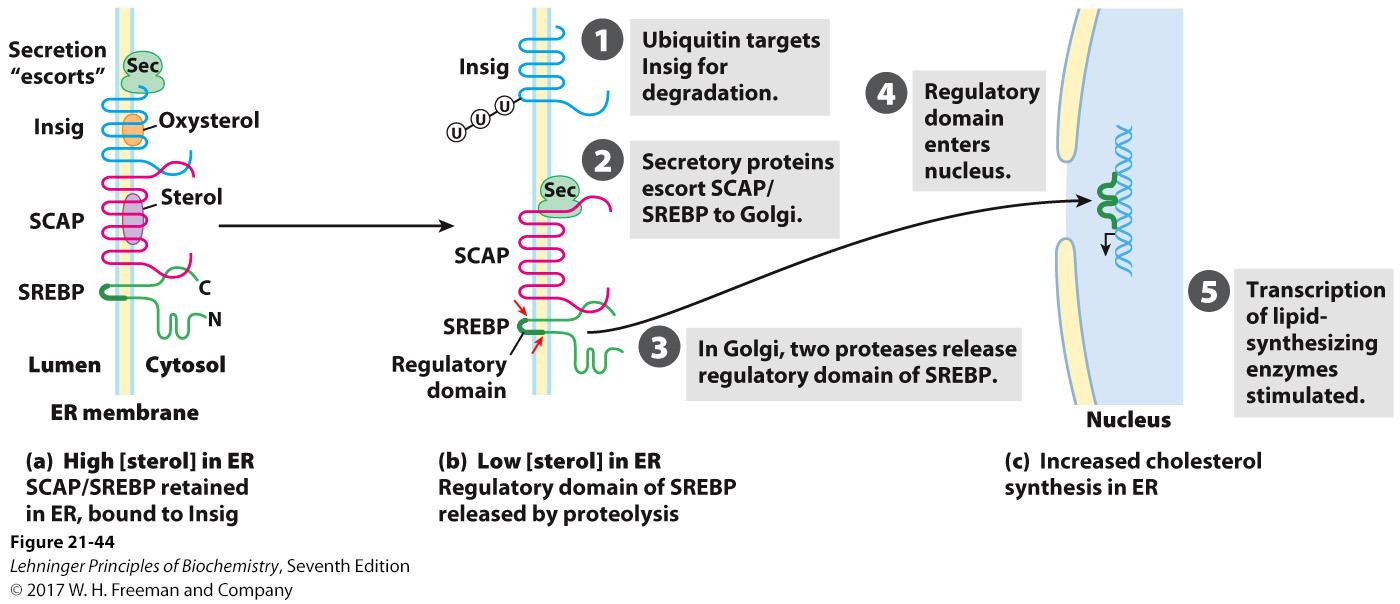 Secretion
“escorts”
Sec
Insig
Oxysterol
Sterol
SCAP
SREBP
C
N
Lumen
Cytosol
ER membrane
(a) High [sterol] in ER
SCAP/SREBP retained
in ER, bound to Insig
Insig
U
U
U
1
Ubiquitin targets
Insig for
degradation.
2
Secretory proteins
escort SCAP/
SREBP to Golgi.
Sec
SCAP
SREBP
Regulatory
domain
3
In Golgi, two proteases release
regulatory domain of SREBP.
(b) Low [sterol] in ER
Regulatory domain of SREBP
released by proteolysis
4
Regulatory
domain
enters
nucleus.
5
Transcription
of lipid-
synthesizing
enzymes
stimulated.
Nucleus
(c) Increased cholesterol
synthesis in ER
Figure 21-44
Lehninger Principles of Biochemistry, Seventh Edition
© 2017 W. H. Freeman and Company